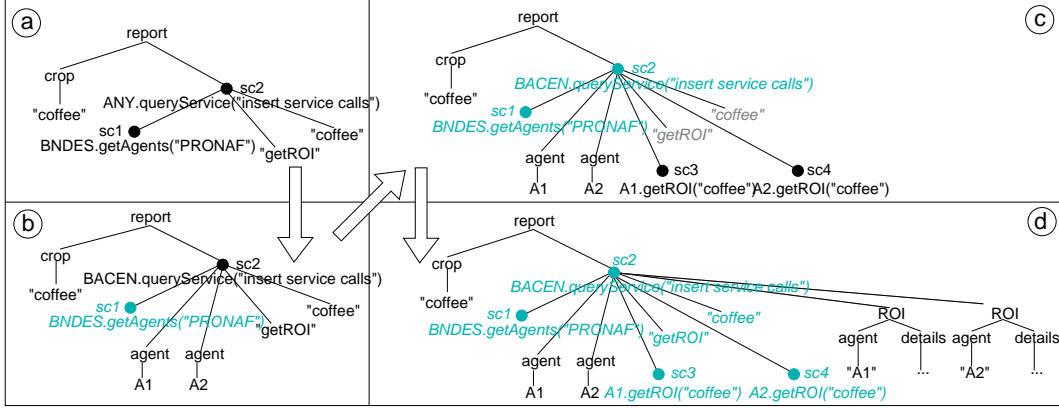 a
report
crop
sc2
"coffee"
ANY.queryService("insert service calls")
sc1
"coffee"
BNDES.getAgents("PRONAF")
"getROI"
b
report
crop
sc2
BACEN.queryService("insert service calls")
"coffee"
sc1
"coffee"
BNDES.getAgents("PRONAF")
"getROI"
agent agent
A1 A2
c
report
crop
sc2
BACEN.queryService("insert service calls")
"coffee"
sc1
"coffee"
BNDES.getAgents("PRONAF")
"getROI"
agent agent
sc3 sc4
A1 A2 A1.getROI("coffee") A2.getROI("coffee")
d
report
crop
sc2
BACEN.queryService("insert service calls")
"coffee"
sc1
"coffee"
ROI ROI
BNDES.getAgents("PRONAF")
"getROI"
agent details agent details
agent agent
"A1" ... "A2" ...
sc3 sc4
A1 A2 A1.getROI("coffee") A2.getROI("coffee")